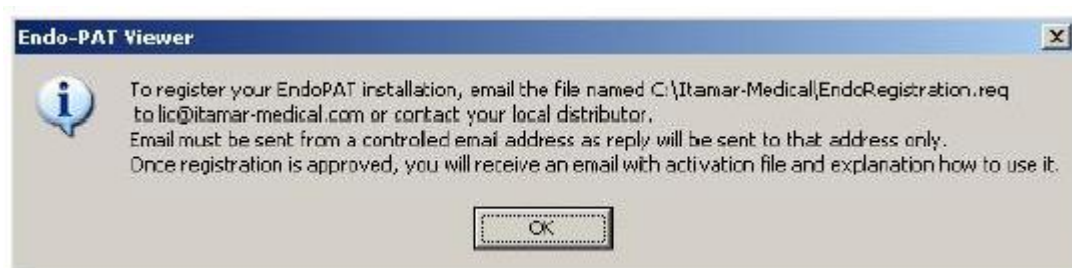 Endo-PAT Viewer
To register your EndoPAT installation, email the file named C:\Itamar-Medical\EndoRegistration.req
to lic@itamar-medical.com or contact your local distributor.
Email must be sent from a controlled email address as reply will be sent to that address only.
Once registration is approved, you will receive an email with activation file and explanation how to use it.
OK